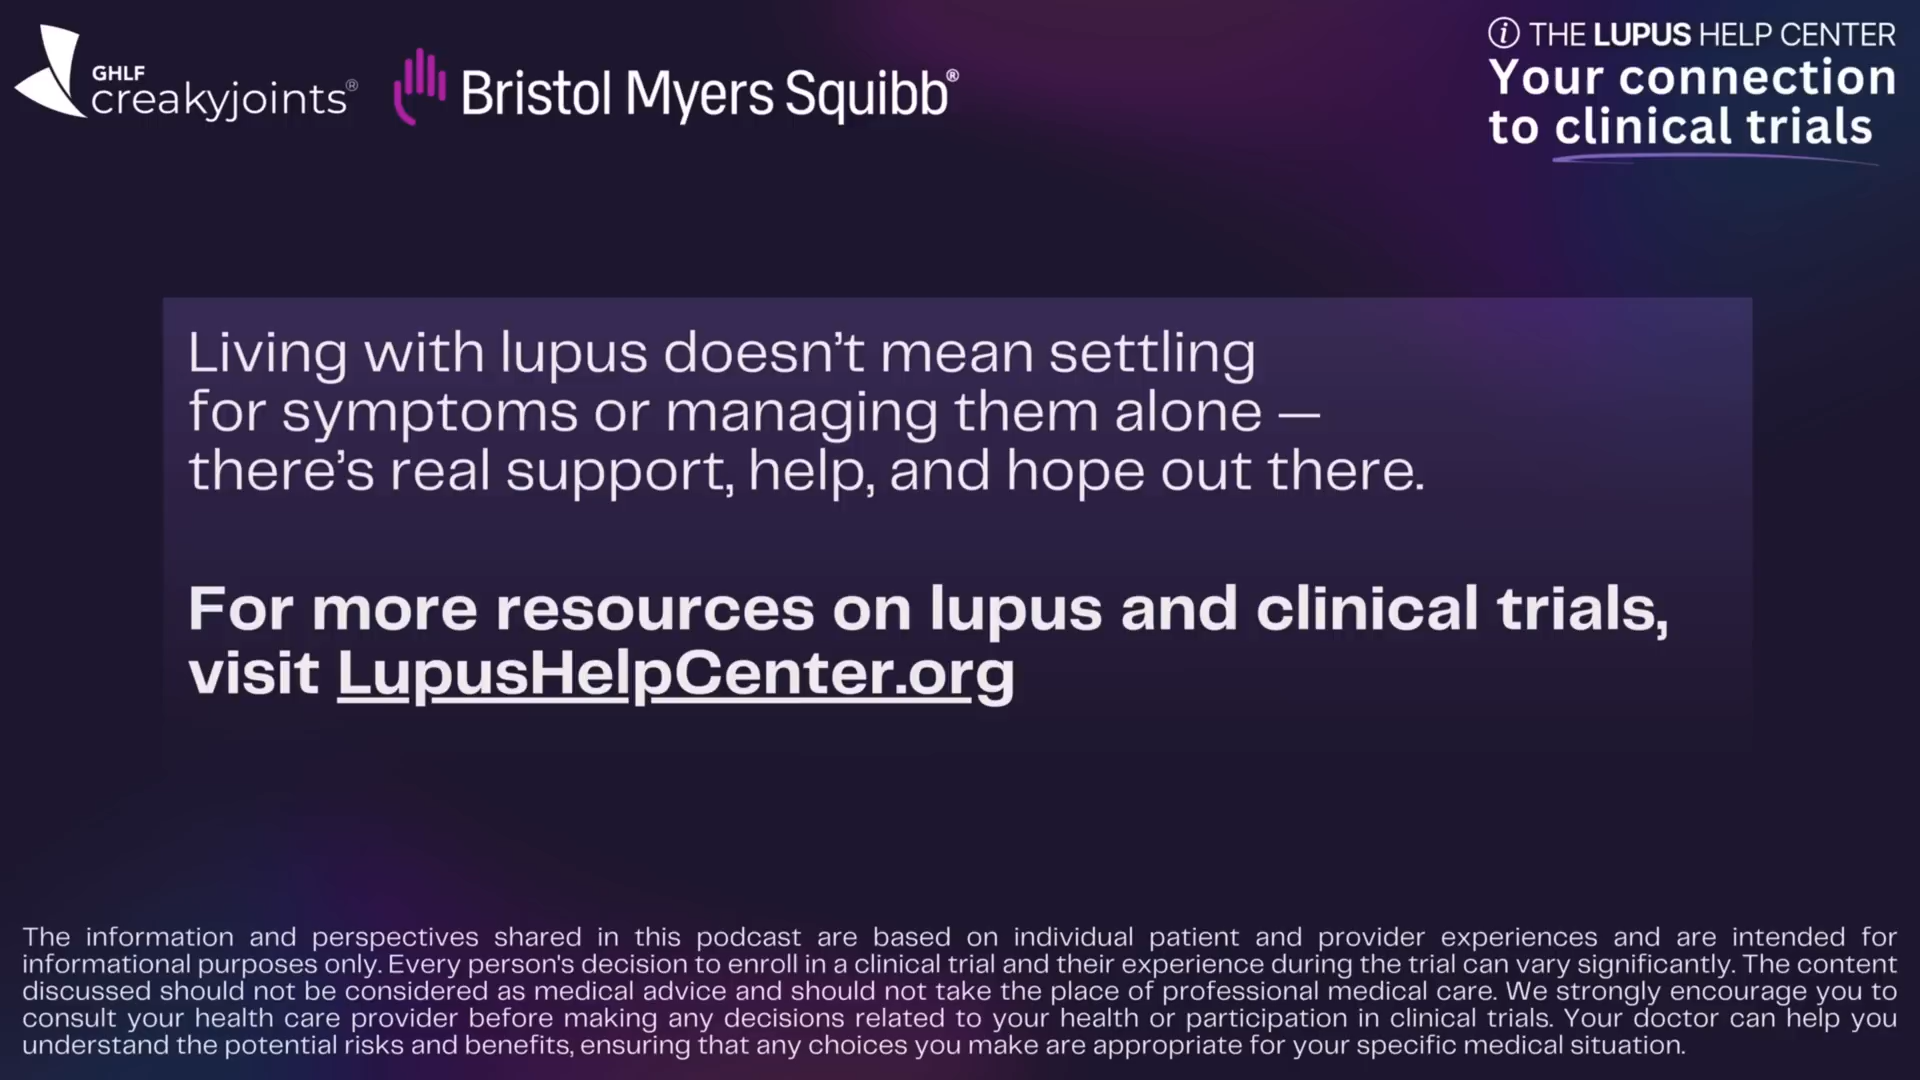 GHLF
creakyjoints®
Bristol Myers Squibb®
THE LUPUS HELP CENTER
Your connection
to clinical trials
Living with lupus doesn’t mean settling
for symptoms or managing them alone —
there’s real support, help, and hope out there.
For more resources on lupus and clinical trials,
visit LupusHelpCenter.org
The information and perspectives shared in this podcast are based on individual patient and provider experiences and are intended for
informational purposes only. Every person's decision to enroll in a clinical trial and their experience during the trial can vary significantly. The content
discussed should not be considered as medical advice and should not take the place of professional medical care. We strongly encourage you to
consult your health care provider before making any decisions related to your health or participation in clinical trials. Your doctor can help you
understand the potential risks and benefits, ensuring that any choices you make are appropriate for your specific medical situation.